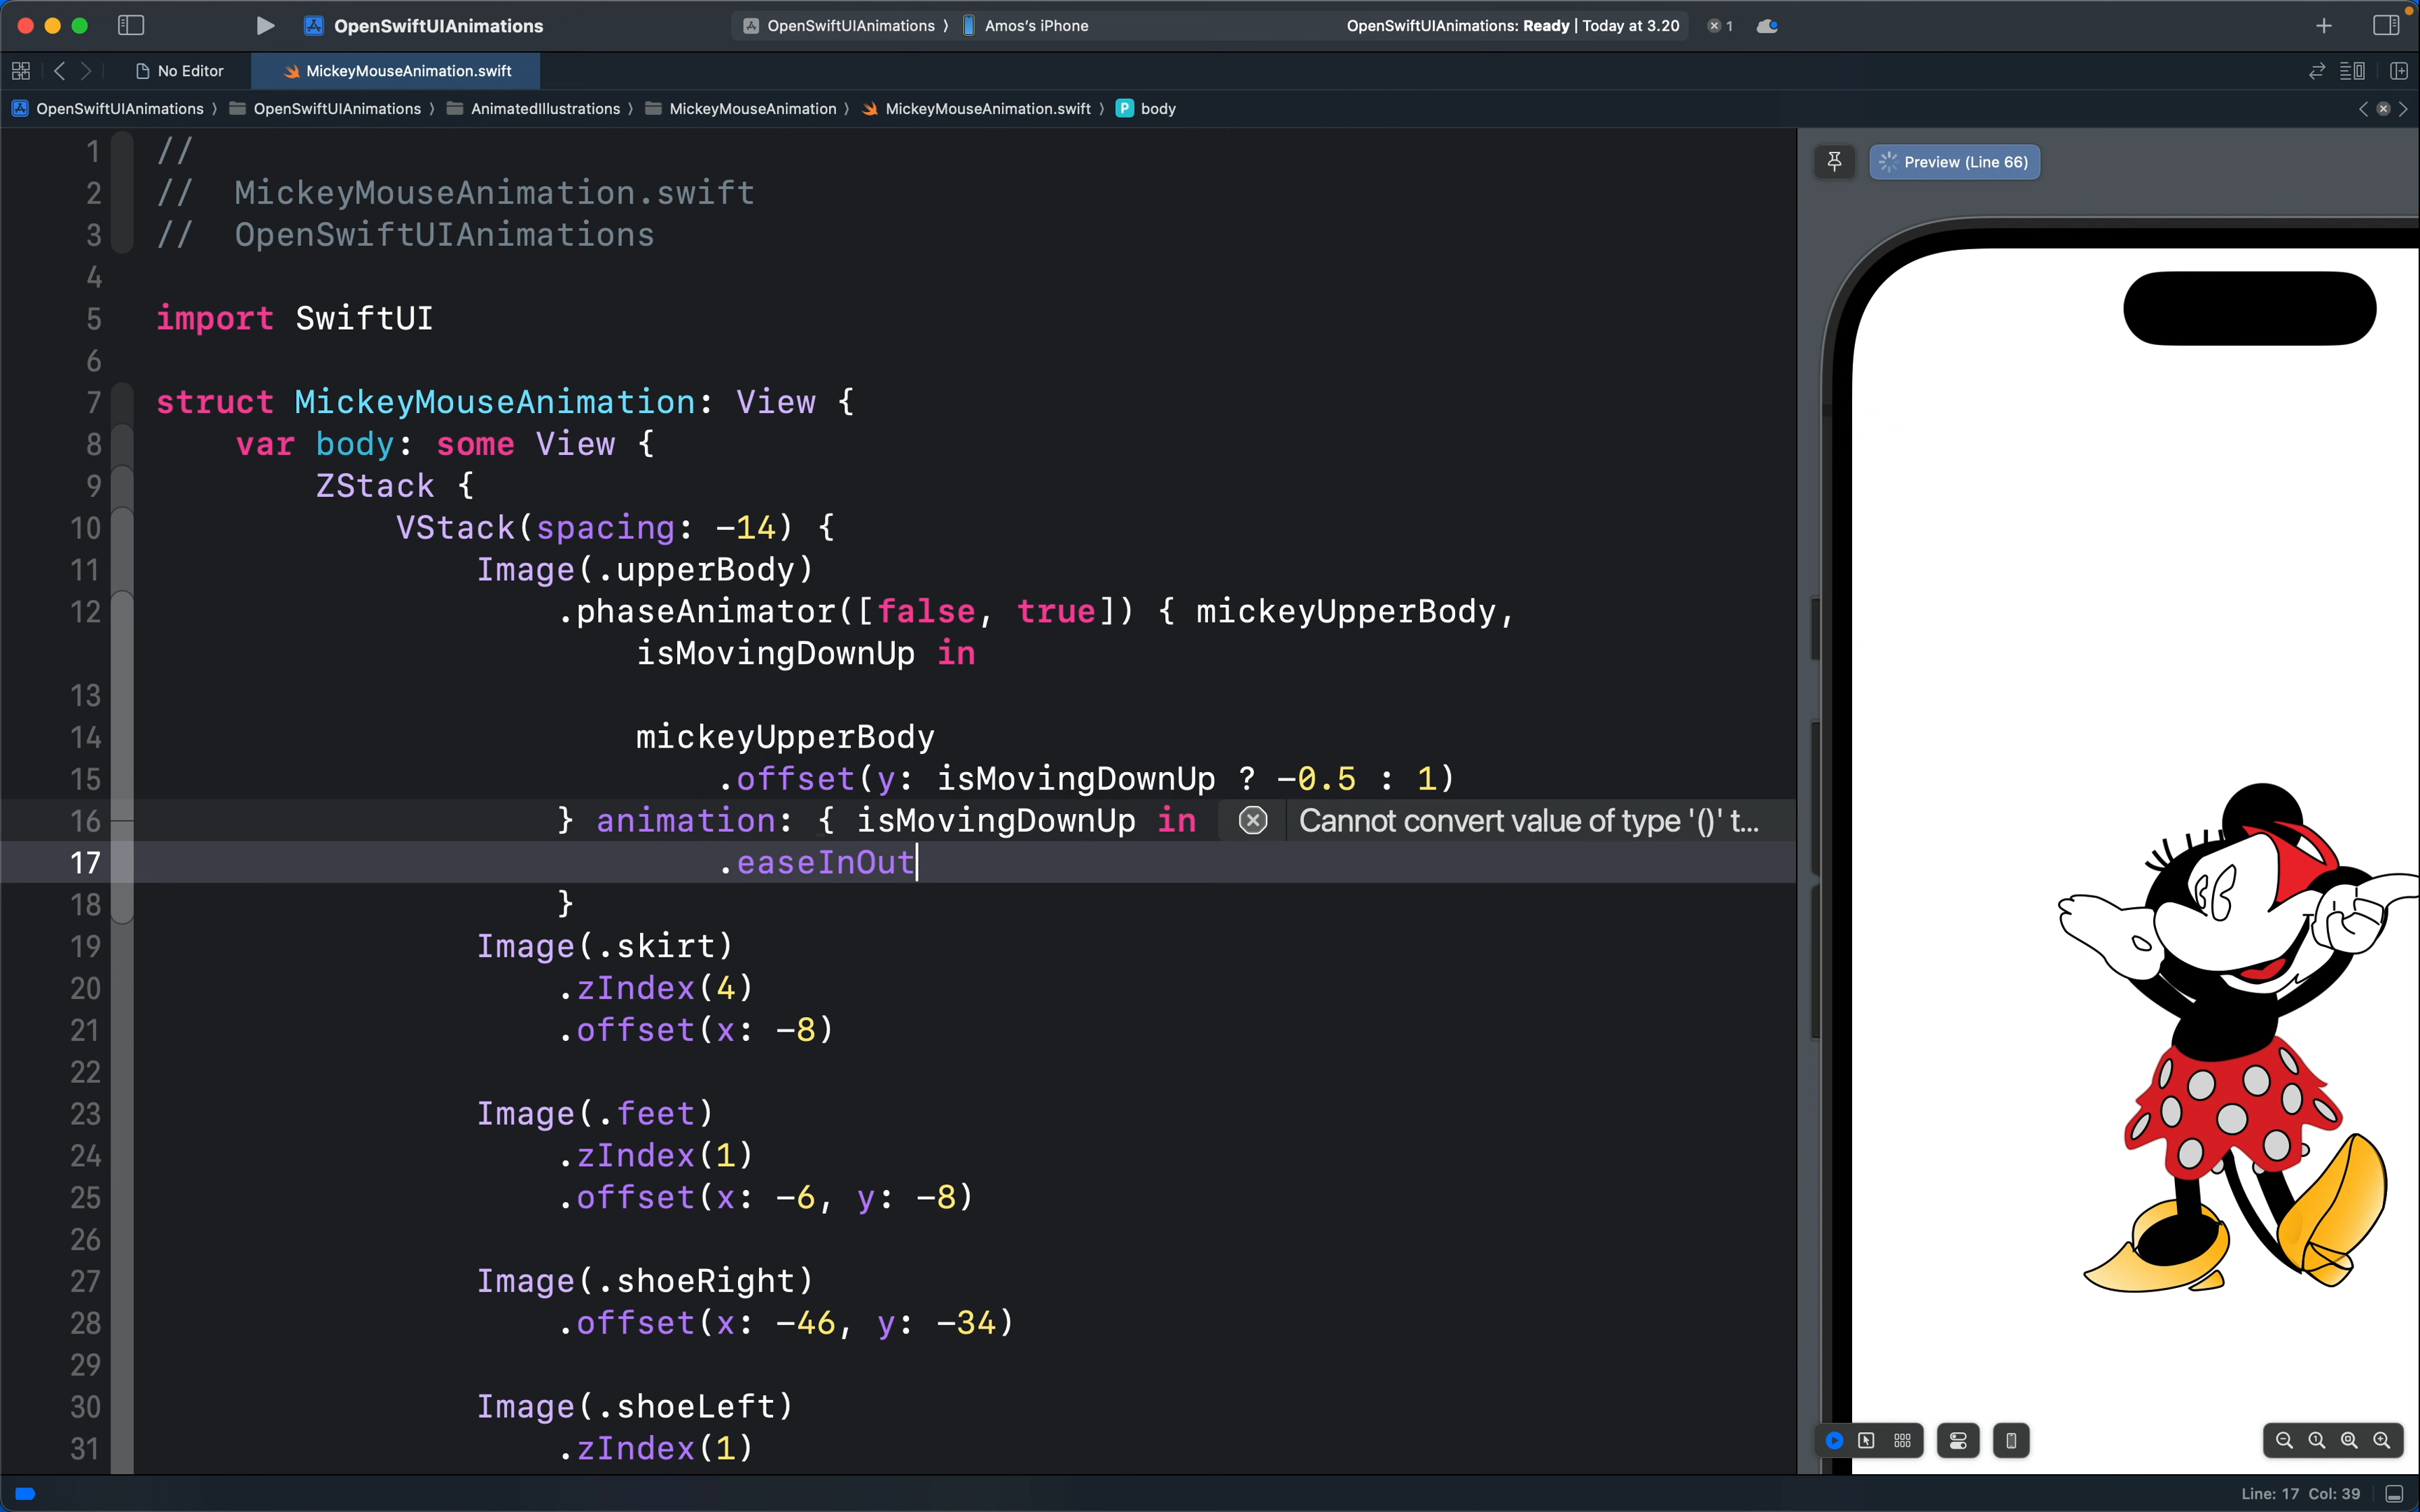 OpenSwiftUIAnimations
OpenSwiftUIAnimations 〉 Amos's iPhone
OpenSwiftUIAnimations: Ready | Today at 3.20
1
No Editor
MickeyMouseAnimation.swift
OpenSwiftUIAnimations 〉 OpenSwiftUIAnimations 〉 AnimatedIllustrations 〉 MickeyMouseAnimation 〉 MickeyMouseAnimation.swift 〉 P body
1 //
2 //  MickeyMouseAnimation.swift
3 //  OpenSwiftUIAnimations
4
5 import SwiftUI
6
7 struct MickeyMouseAnimation: View {
8     var body: some View {
9         ZStack {
10             VStack(spacing: -14) {
11                 Image(.upperBody)
12                     .phaseAnimator([false, true]) { mickeyUpperBody,
                        isMovingDownUp in
13
14                         mickeyUpperBody
15                             .offset(y: isMovingDownUp ? -0.5 : 1)
16                     } animation: { isMovingDownUp in Cannot convert value of type '()' t...
17                             .easeInOut
18                     }
19                 Image(.skirt)
20                     .zIndex(4)
21                     .offset(x: -8)
22
23                 Image(.feet)
24                     .zIndex(1)
25                     .offset(x: -6, y: -8)
26
27                 Image(.shoeRight)
28                     .offset(x: -46, y: -34)
29
30                 Image(.shoeLeft)
31                     .zIndex(1)
Preview (Line 66)
Line: 17 Col: 39